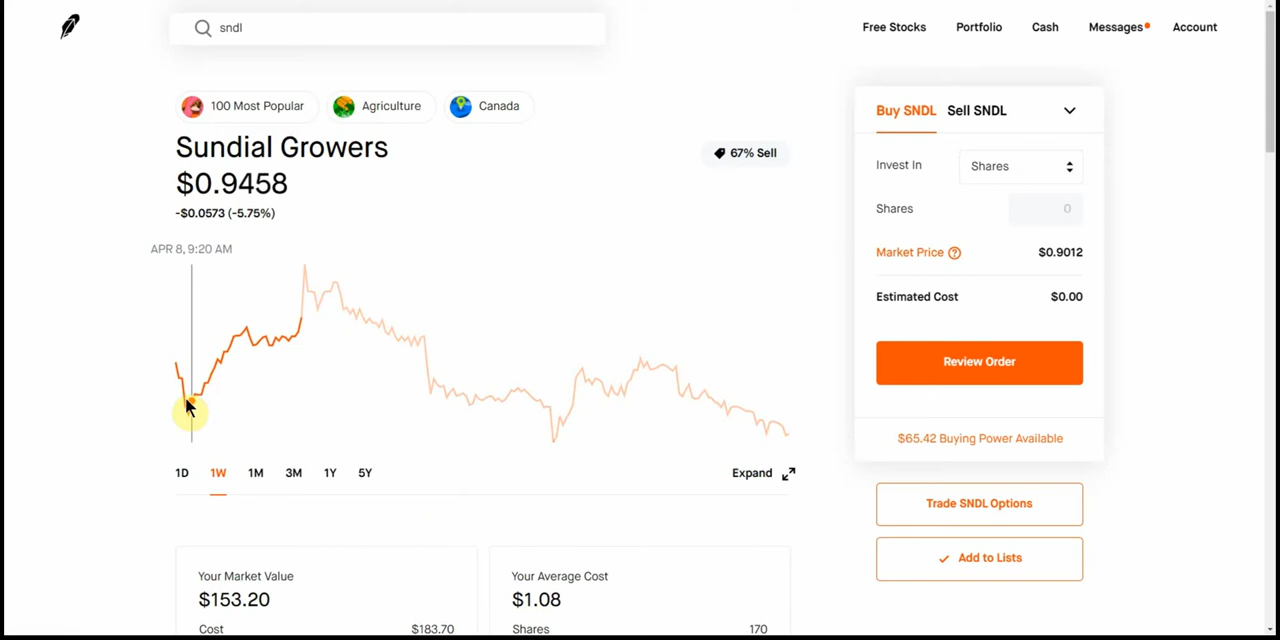 sndl
Free Stocks Portfolio Cash Messages Account
100 Most Popular Agriculture Canada
Sundial Growers
$0.9458
-$0.0573 (-5.75%)
67% Sell
APR 8, 9:20 AM
1D 1W 1M 3M 1Y 5Y
Expand
Your Market Value
$153.20
Cost $183.70
Your Average Cost
$1.08
Shares 170
Buy SNDL Sell SNDL
Invest In Shares
Shares 0
Market Price ? $0.9012
Estimated Cost $0.00
Review Order
$65.42 Buying Power Available
Trade SNDL Options
Add to Lists